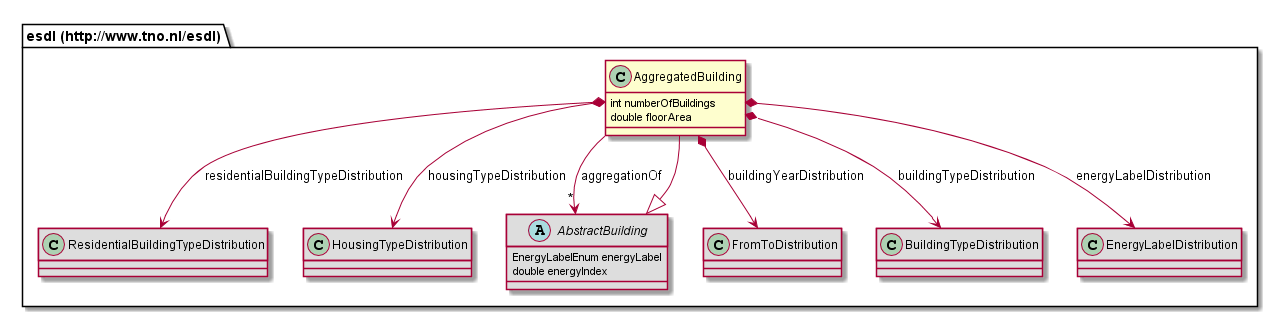 esdl (http://www.tno.nl/esdl)
C AggregatedBuilding
int numberOfBuildings
double floorArea
residentialBuildingTypeDistribution
housingTypeDistribution
aggregationOf
buildingYearDistribution
buildingTypeDistribution
energyLabelDistribution
*
C ResidentialBuildingTypeDistribution
C HousingTypeDistribution
A AbstractBuilding
EnergyLabelEnum energyLabel
double energyIndex
C FromToDistribution
C BuildingTypeDistribution
C EnergyLabelDistribution